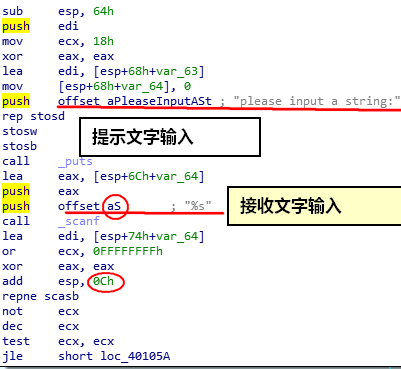 sub esp, 64h
push edi
mov ecx, 18h
xor eax, eax
lea edi, [esp+68h+var_63]
mov [esp+68h+var_64], 0
push offset aPleaseInputASt ; "please input a string:"
rep stosd
stosw
stosb
提示文字输入
call _puts
lea eax, [esp+6Ch+var_64]
push eax
push offset aS ; "%s"
接收文字输入
call _scanf
lea edi, [esp+74h+var_64]
or ecx, 0FFFFFFFFh
xor eax, eax
add esp, 0Ch
repne scasb
not ecx
dec ecx
test ecx, ecx
jle short loc_40105A